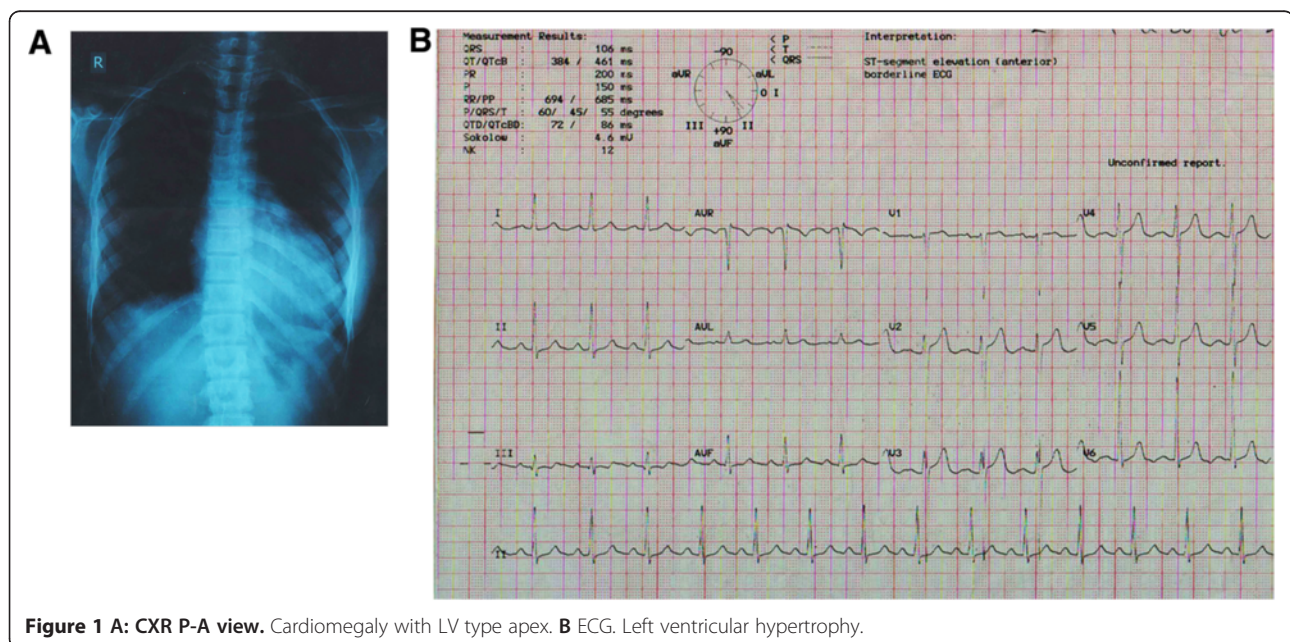 A
R
B
Measurement Results:
QRS : 106 ms
QT/QTcB : 384 / 461 ms
PR : 200 ms
P : 150 ms
RR/PP : 694 / 685 ms
P/QRS/T : 60/ 45/ 55 degrees
QTD/QTcBD: 72 / 86 ms
Sokolow : 4.6 mV
NK : 12
< P
< T
< QRS
-90
aVR
aVL
0 I
III
+90
II
aVF
Interpretation:
ST-segment elevation (anterior)
borderline ECG
Unconfirmed report.
I
AVR
V1
V4
II
AVL
V2
V5
III
AVF
V3
V6
II
Figure 1 A: CXR P-A view. Cardiomegaly with LV type apex. B ECG. Left ventricular hypertrophy.